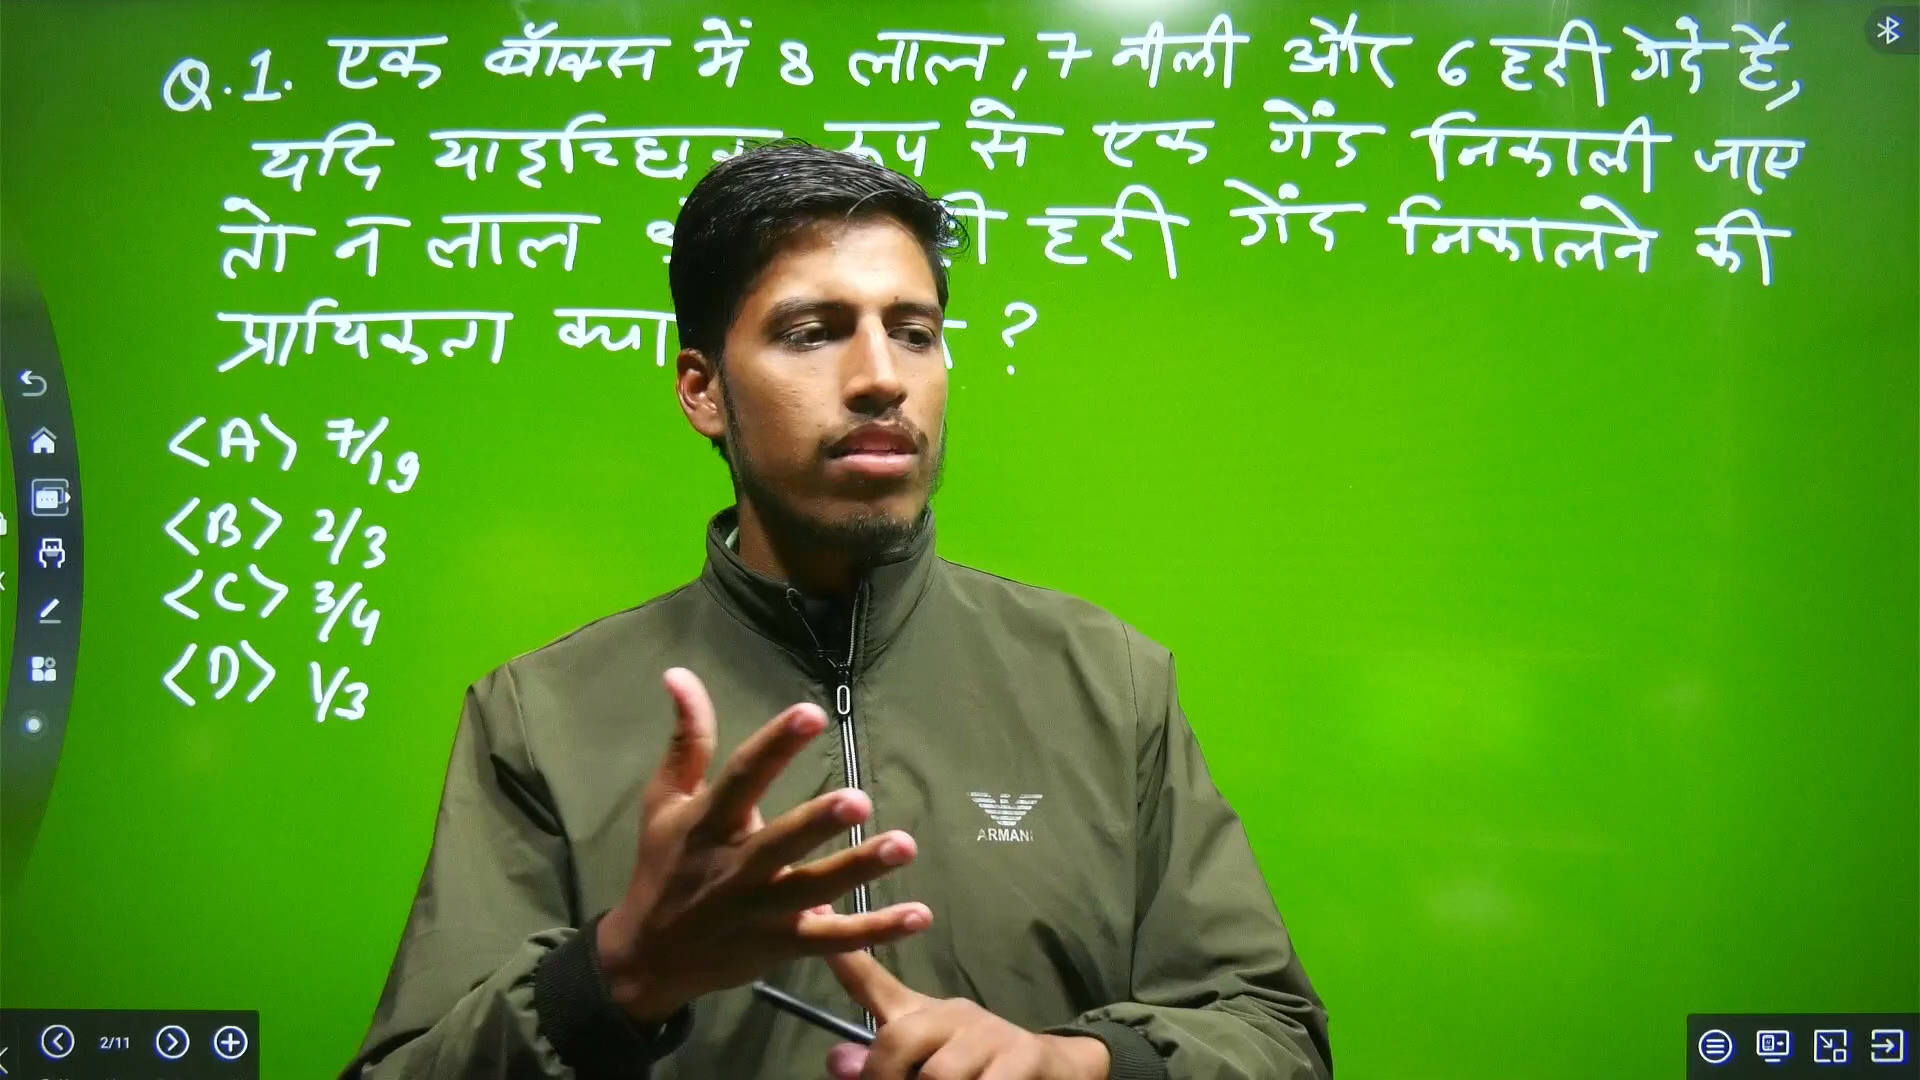 Q.1. एक बॉक्स में 8 लाल, 7 नीली और 6 हरी गेदे हैं,
यदि रूप से एक गेंद निकाली जाए
तो न लाल हरी गेंद निकालने की
प्रायिकता क्या ?
<A> 7/19
<B> 2/3
<C> 3/4
<D> 1/3
ARMANI
2/11